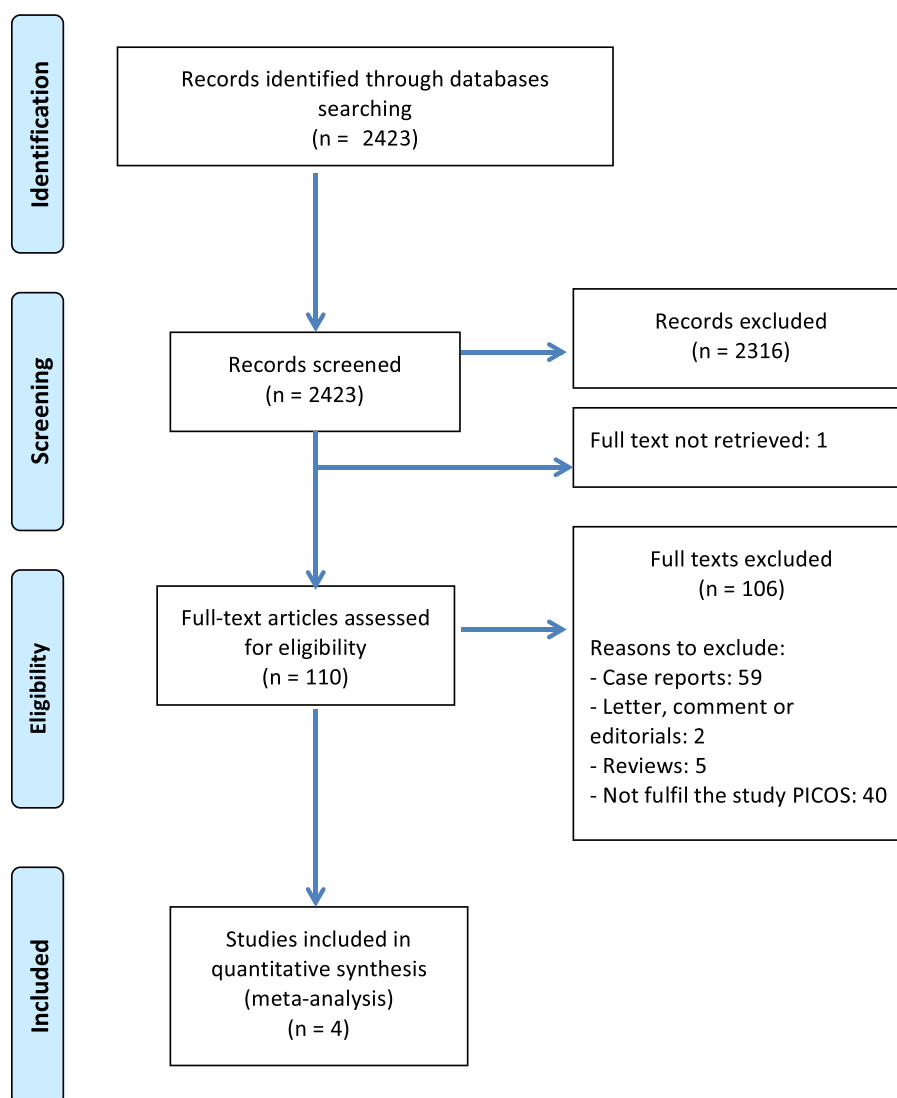 Identification
Records identified through databases
searching
(n =  2423)
Screening
Records screened
(n = 2423)
Records excluded
(n = 2316)
Full text not retrieved: 1
Eligibility
Full-text articles assessed
for eligibility
(n = 110)
Full texts excluded
(n = 106)
Reasons to exclude:
- Case reports: 59
- Letter, comment or
editorials: 2
- Reviews: 5
- Not fulfil the study PICOS: 40
Included
Studies included in
quantitative synthesis
(meta-analysis)
(n = 4)